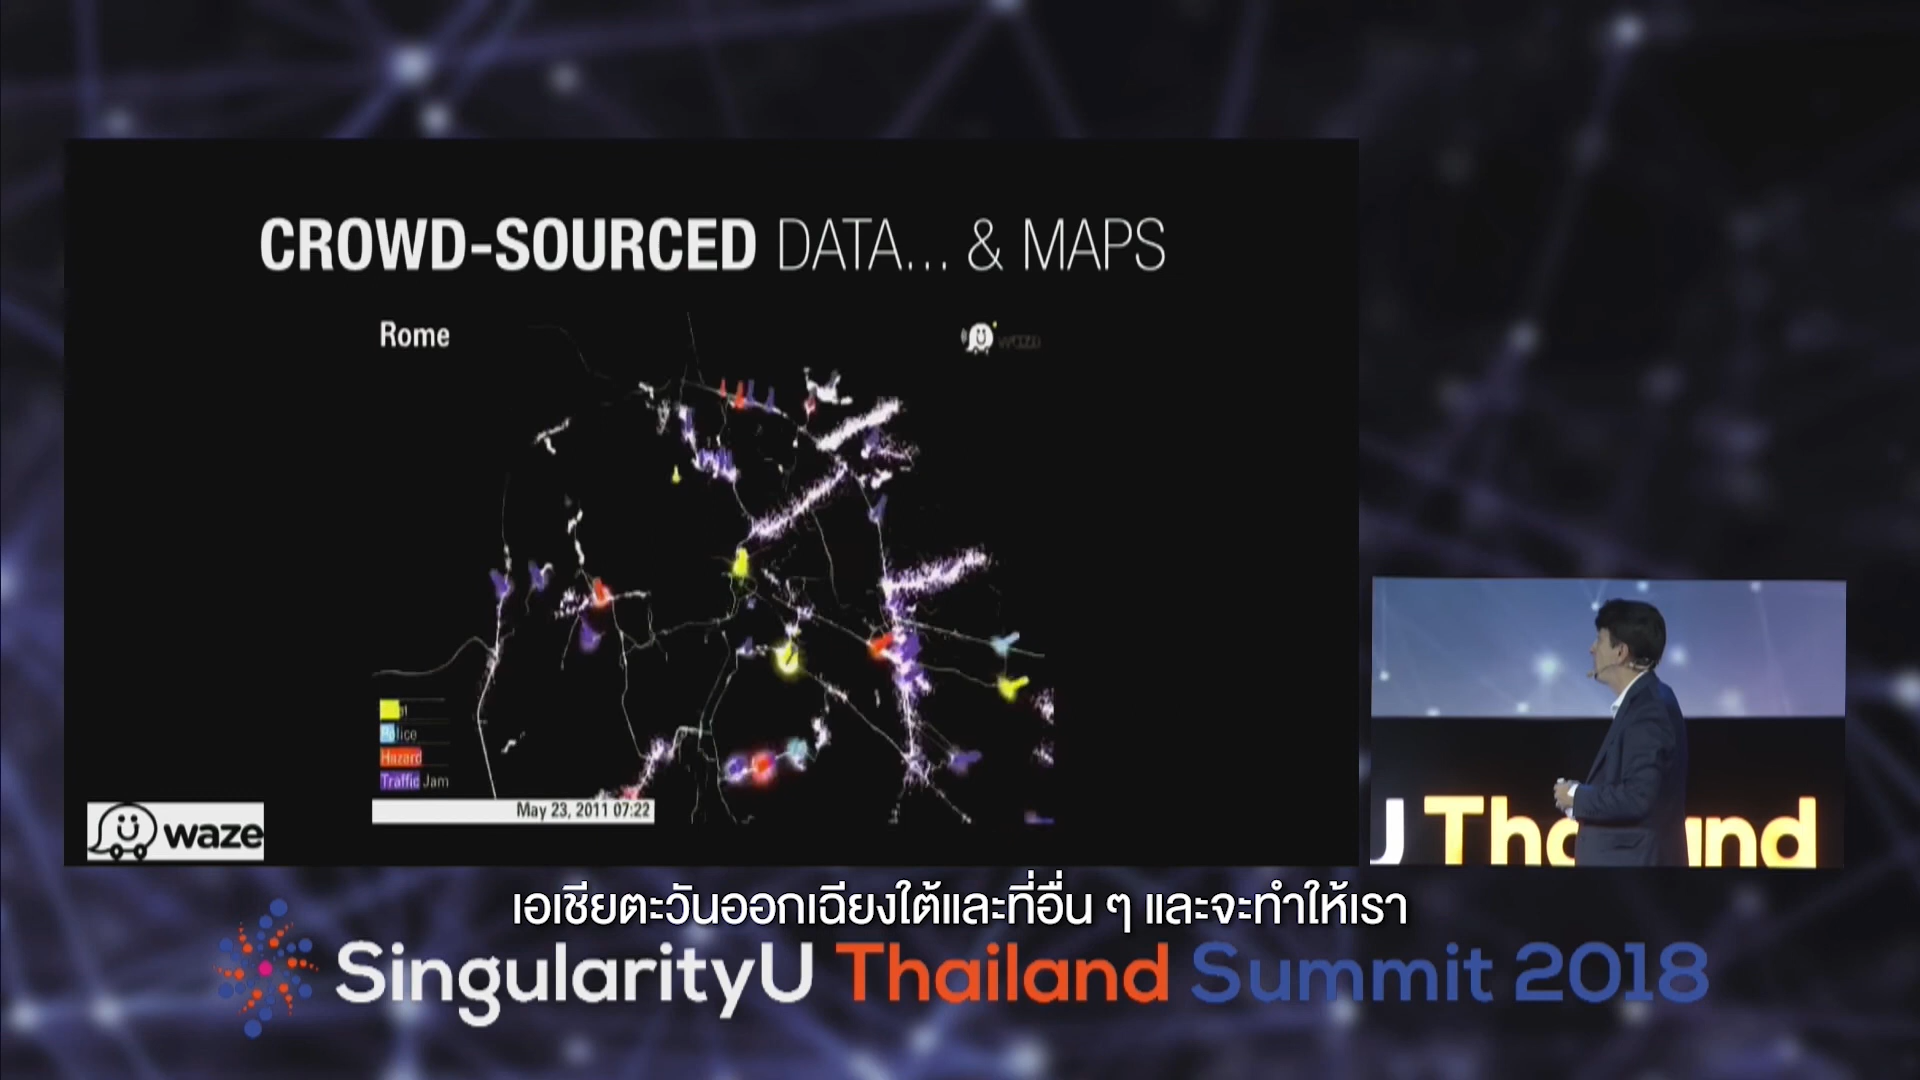 CROWD-SOURCED DATA... & MAPS
Rome
waze
Police
Hazard
Traffic Jam
May 23, 2011 07:22
waze
U Thailand
เอเชียตะวันออกเฉียงใต้และที่อื่น ๆ และจะทำให้เรา
SingularityU Thailand Summit 2018